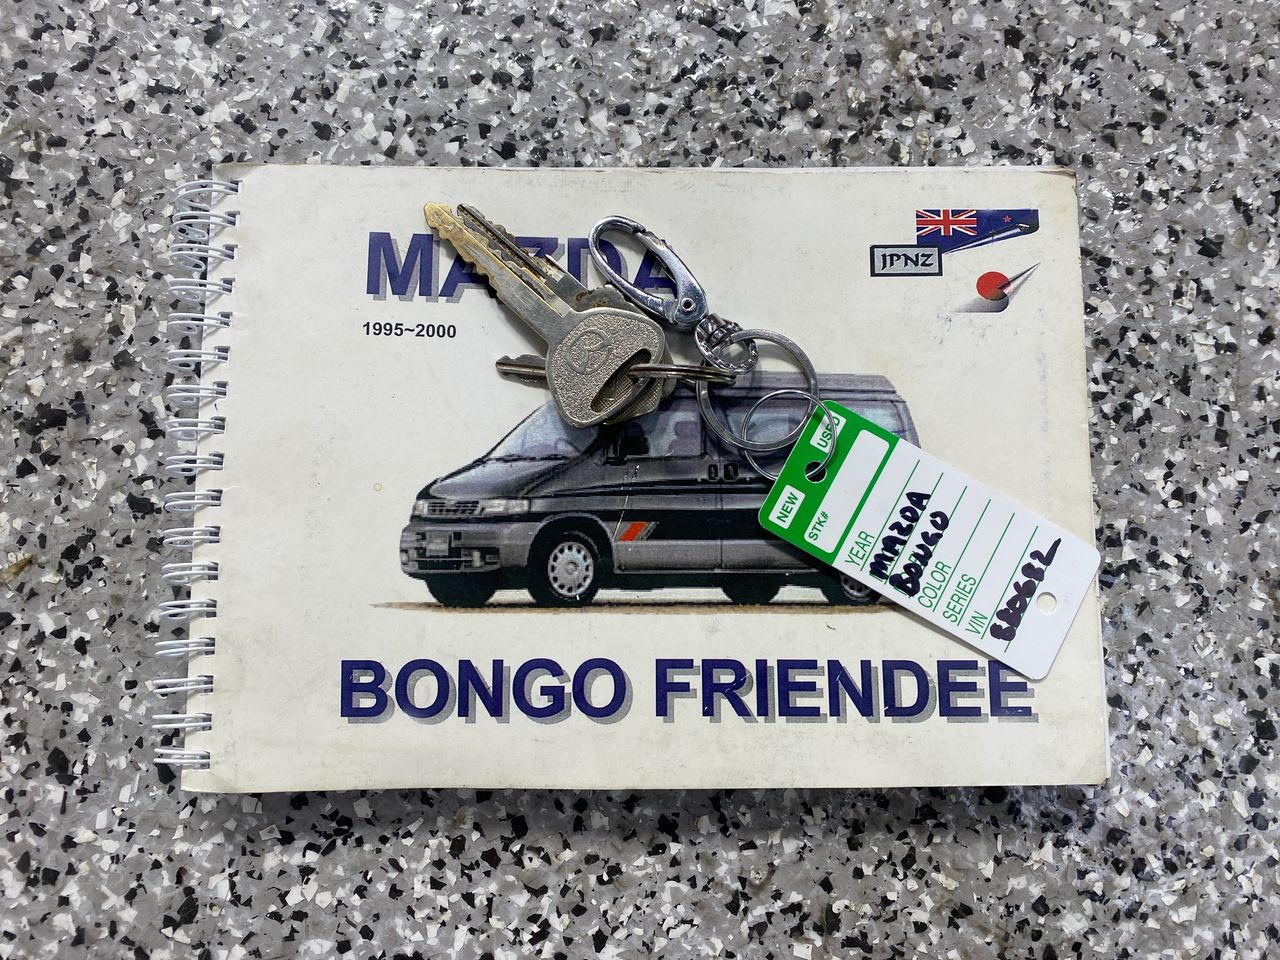 MAZDA
1995~2000
JPNZ
BONGO FRIENDEE
NEW
USED
STK#
YEAR
MAZDA
BONGO
COLOR
SERIES
VIN